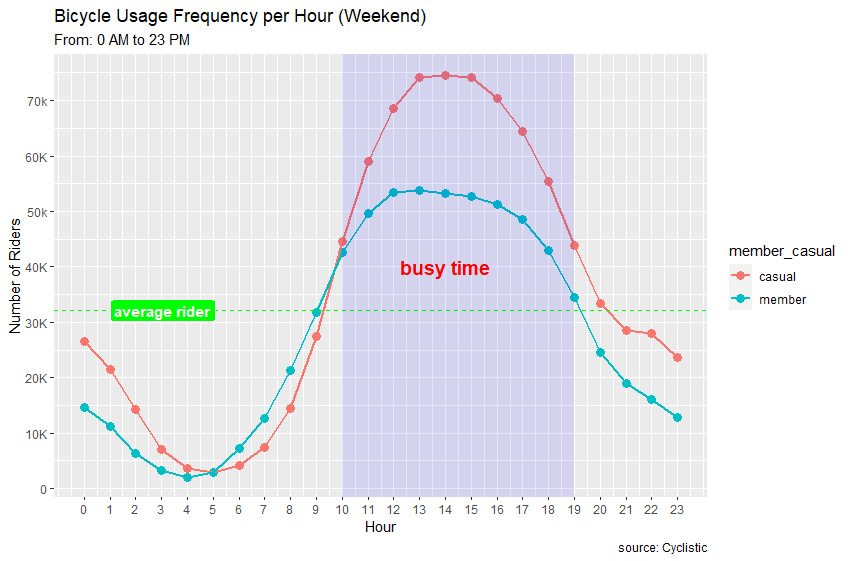 Bicycle Usage Frequency per Hour (Weekend)
From: 0 AM to 23 PM
Number of Riders
70k
60K
50K
40K
30K
20K
10K
0
busy time
average rider
0 1 2 3 4 5 6 7 8 9 10 11 12 13 14 15 16 17 18 19 20 21 22 23
Hour
member_casual
casual
member
source: Cyclistic